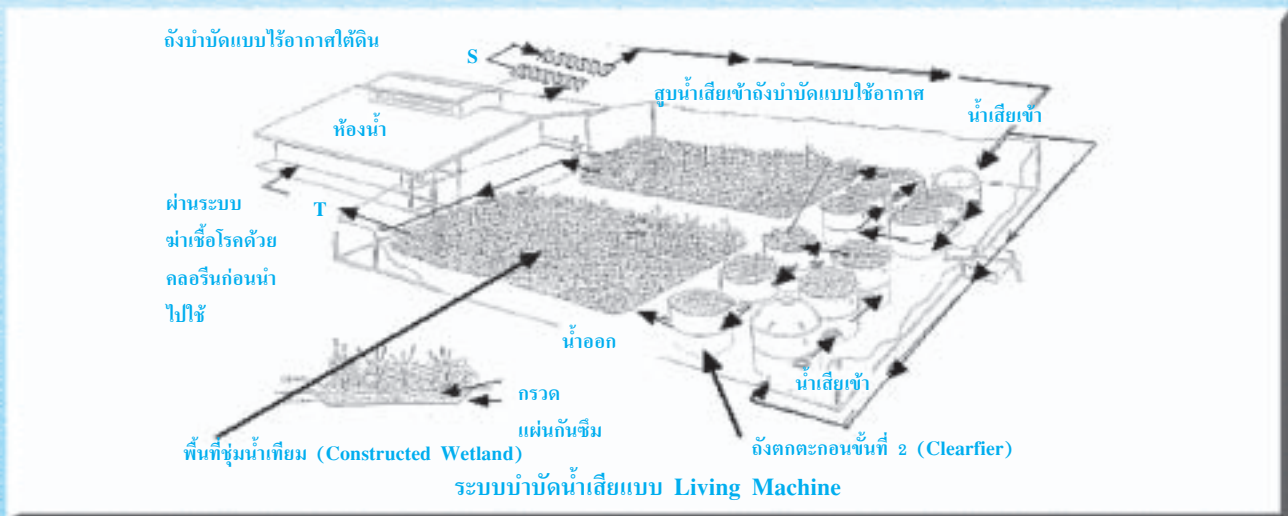 ถังบำบัดแบบไร้อากาศใต้ดิน
S
สูบน้ำเสียเข้าถังบำบัดแบบใช้อากาศ
น้ำเสียเข้า
ห้องน้ำ
ผ่านระบบ
ฆ่าเชื้อโรคด้วย
คลอรีนก่อนนำ
ไปใช้
T
น้ำออก
น้ำเสียเข้า
กรวด
แผ่นกันซึม
พื้นที่ชุ่มน้ำเทียม (Constructed Wetland)
ถังตกตะกอนขั้นที่ 2 (Clearfier)
ระบบบำบัดน้ำเสียแบบ Living Machine